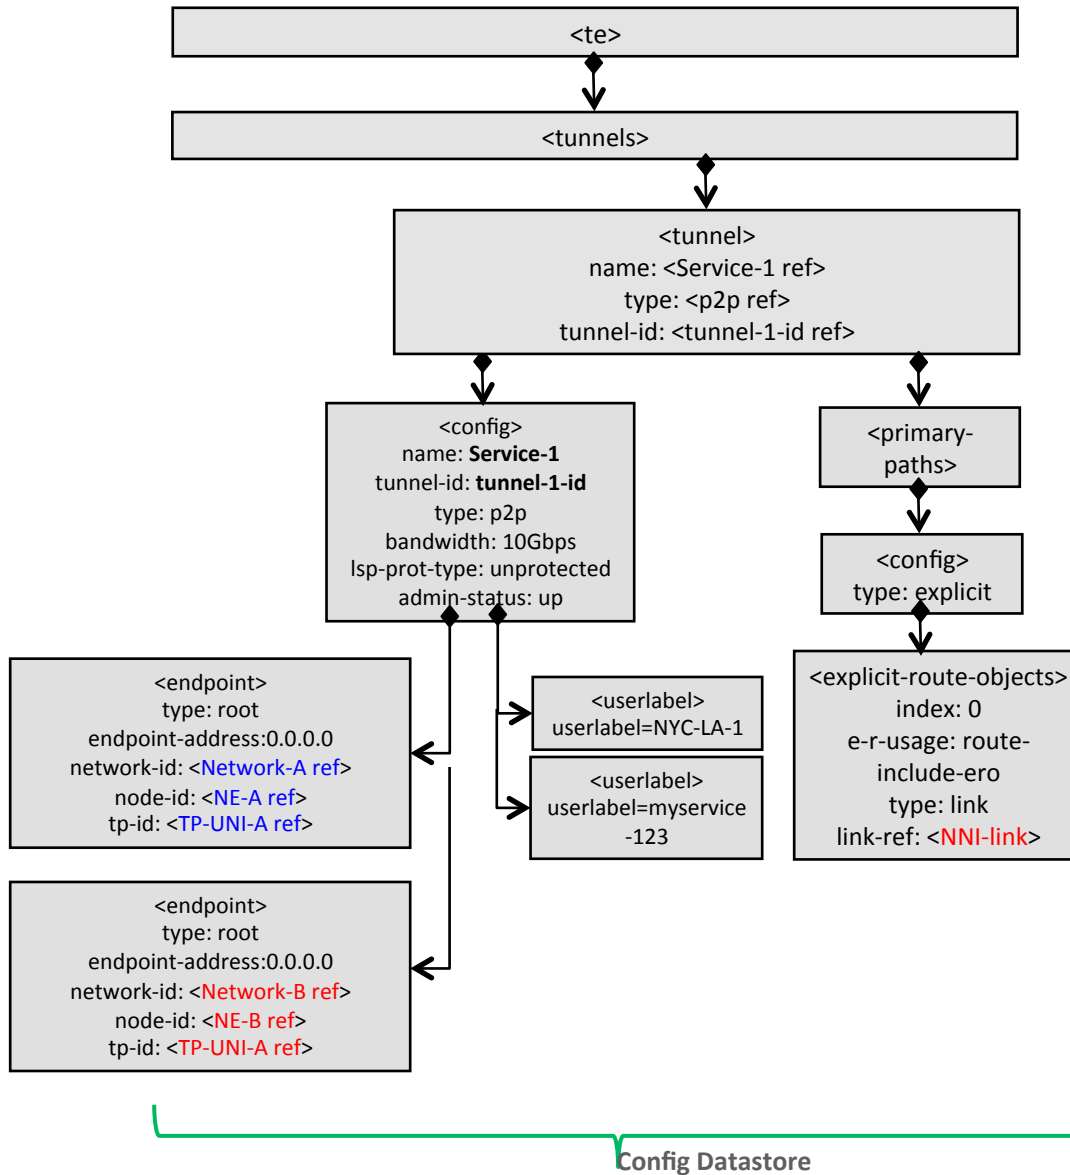 <te>
<tunnels>
<tunnel>
name: <Service-1 ref>
type: <p2p ref>
tunnel-id: <tunnel-1-id ref>
<config>
name: Service-1
tunnel-id: tunnel-1-id
type: p2p
bandwidth: 10Gbps
lsp-prot-type: unprotected
admin-status: up
<primary-
paths>
<config>
type: explicit
<endpoint>
type: root
endpoint-address:0.0.0.0
network-id: <Network-A ref>
node-id: <NE-A ref>
tp-id: <TP-UNI-A ref>
<userlabel>
userlabel=NYC-LA-1
<userlabel>
userlabel=myservice
-123
<explicit-route-objects>
index: 0
e-r-usage: route-
include-ero
type: link
link-ref: <NNI-link>
<endpoint>
type: root
endpoint-address:0.0.0.0
network-id: <Network-B ref>
node-id: <NE-B ref>
tp-id: <TP-UNI-A ref>
Config Datastore